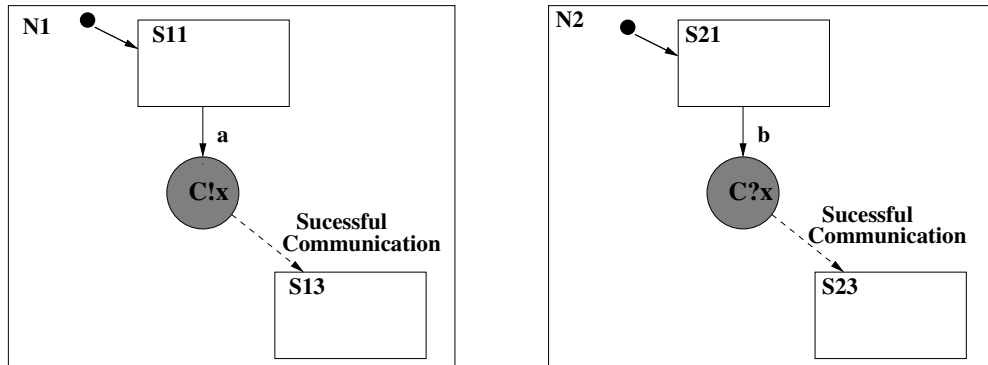 N1
S11
a
C!x
Sucessful
Communication
S13
N2
S21
b
C?x
Sucessful
Communication
S23